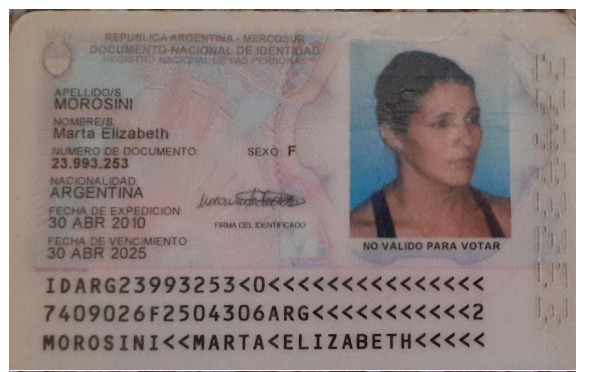 REPUBLICA ARGENTINA - MERCOSUR
DOCUMENTO NACIONAL DE IDENTIDAD
REGISTRO NACIONAL DE LAS PERSONAS
APELLIDO/S:
MOROSINI
NOMBRE/S:
Marta Elizabeth
NUMERO DE DOCUMENTO: SEXO: F
23.993.253
NACIONALIDAD:
ARGENTINA
FECHA DE EXPEDICION:
30 ABR 2010
FIRMA DEL IDENTIFICADO
FECHA DE VENCIMIENTO
30 ABR 2025
NO VALIDO PARA VOTAR
IDARG23993253<0<<<<<<<<<<<<<<<
7409026F2504306ARG<<<<<<<<<<<2
MOROSINI<<MARTA<ELIZABETH<<<<<